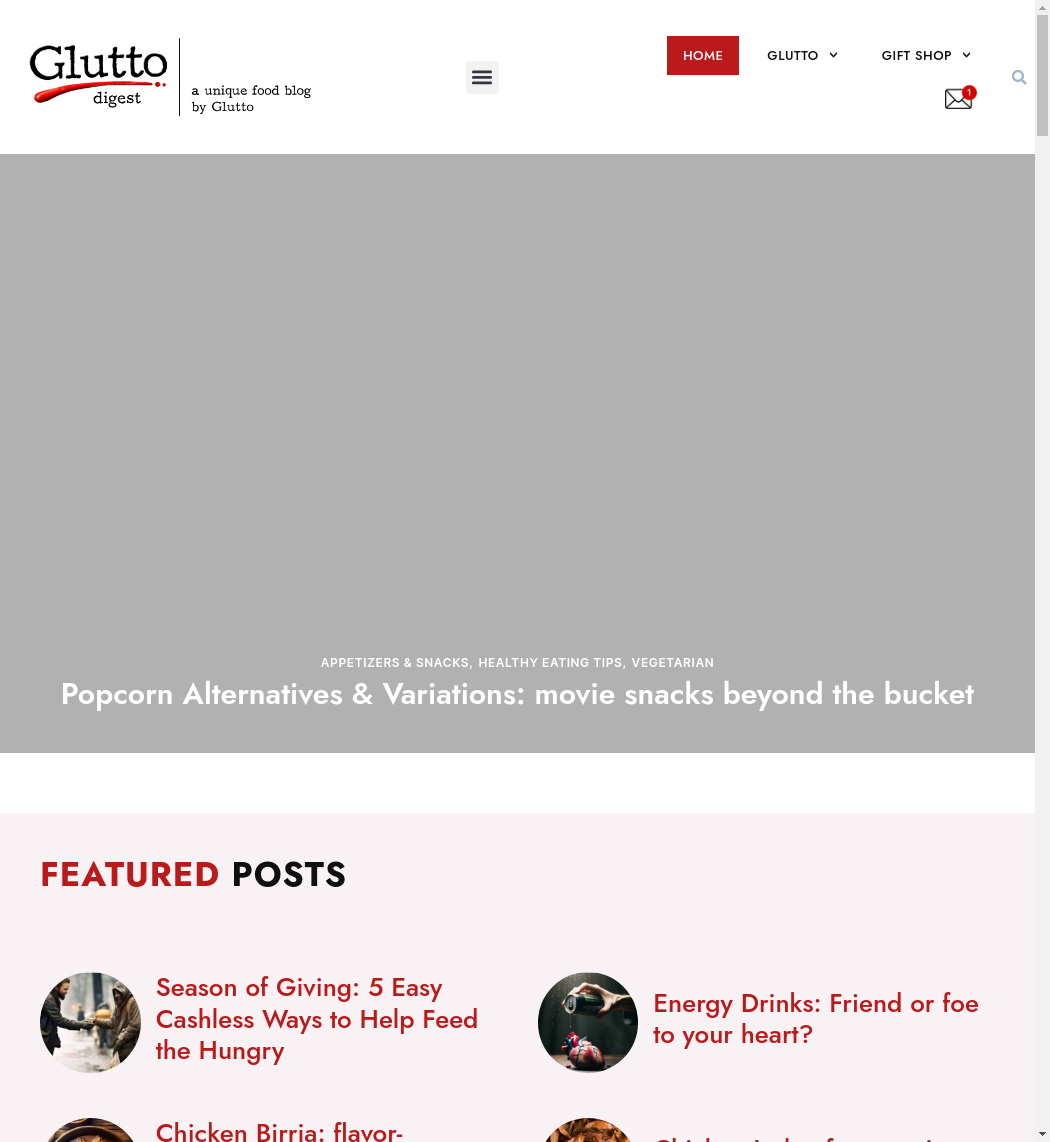 Glutto
digest
a unique food blog
by Glutto
HOME
GLUTTO
GIFT SHOP
1
APPETIZERS & SNACKS, HEALTHY EATING TIPS, VEGETARIAN
Popcorn Alternatives & Variations: movie snacks beyond the bucket
FEATURED POSTS
Season of Giving: 5 Easy
Cashless Ways to Help Feed
the Hungry
Energy Drinks: Friend or foe
to your heart?
Chicken Birria: flavor-